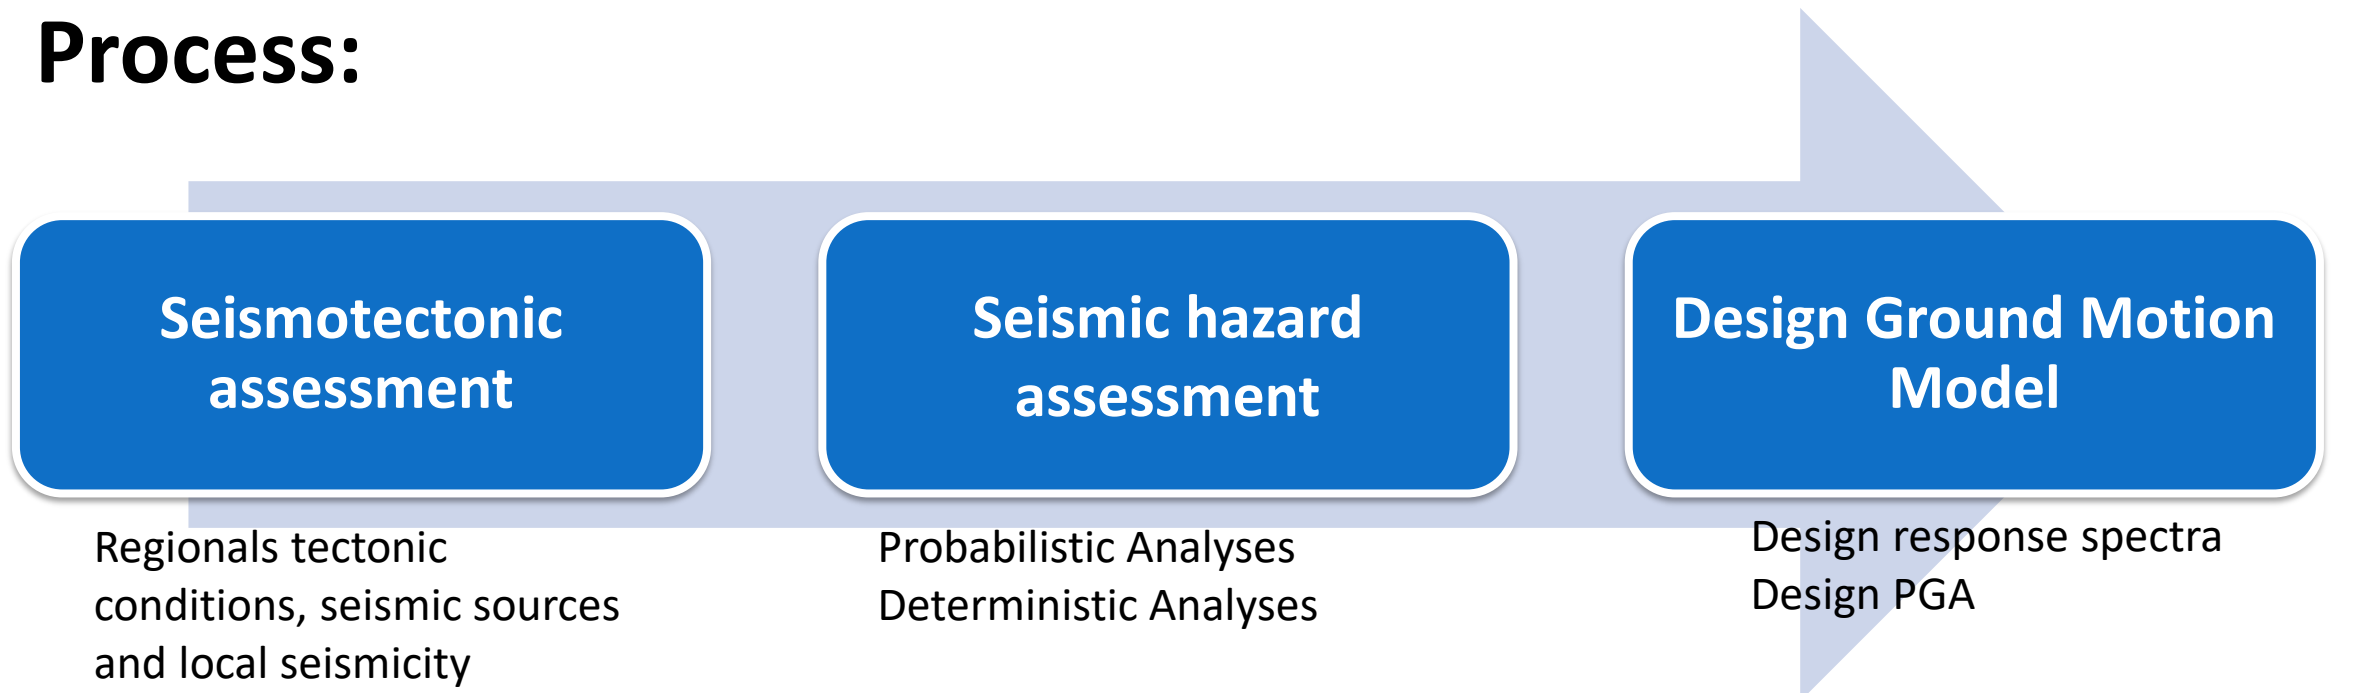 Process:
Seismotectonic
assessment
Regionals tectonic
conditions, seismic sources
and local seismicity
Seismic hazard
assessment
Probabilistic Analyses
Deterministic Analyses
Design Ground Motion
Model
Design response spectra
Design PGA